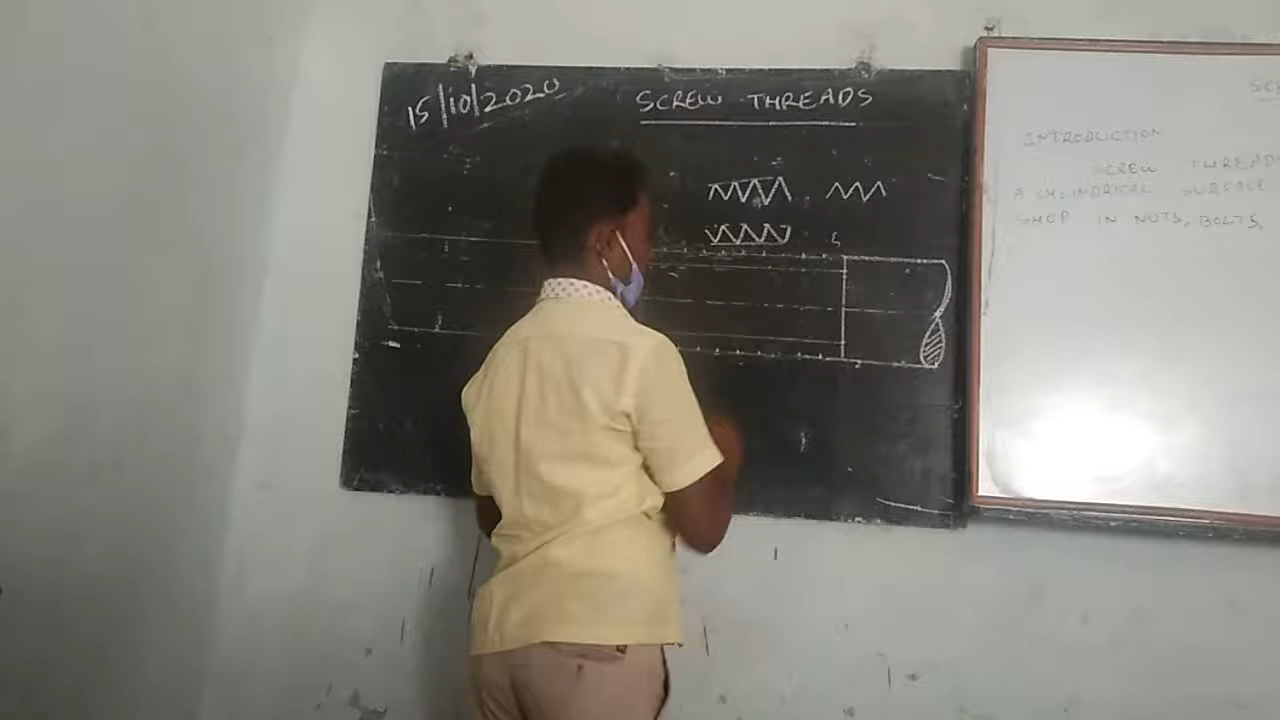 15/10/2020
SCREW THREADS
INTRODUCTION
SCREW THREADS
A CYLINDRICAL SURFACE
SHOP IN NUTS, BOLTS,